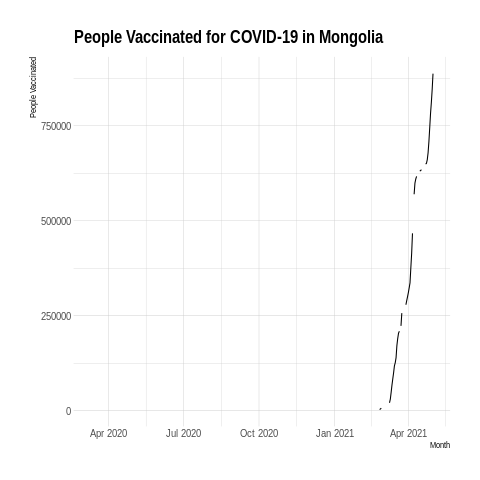 People Vaccinated for COVID-19 in Mongolia
People Vaccinated
750000
500000
250000
0
Apr 2020 Jul 2020 Oct 2020 Jan 2021 Apr 2021
Month